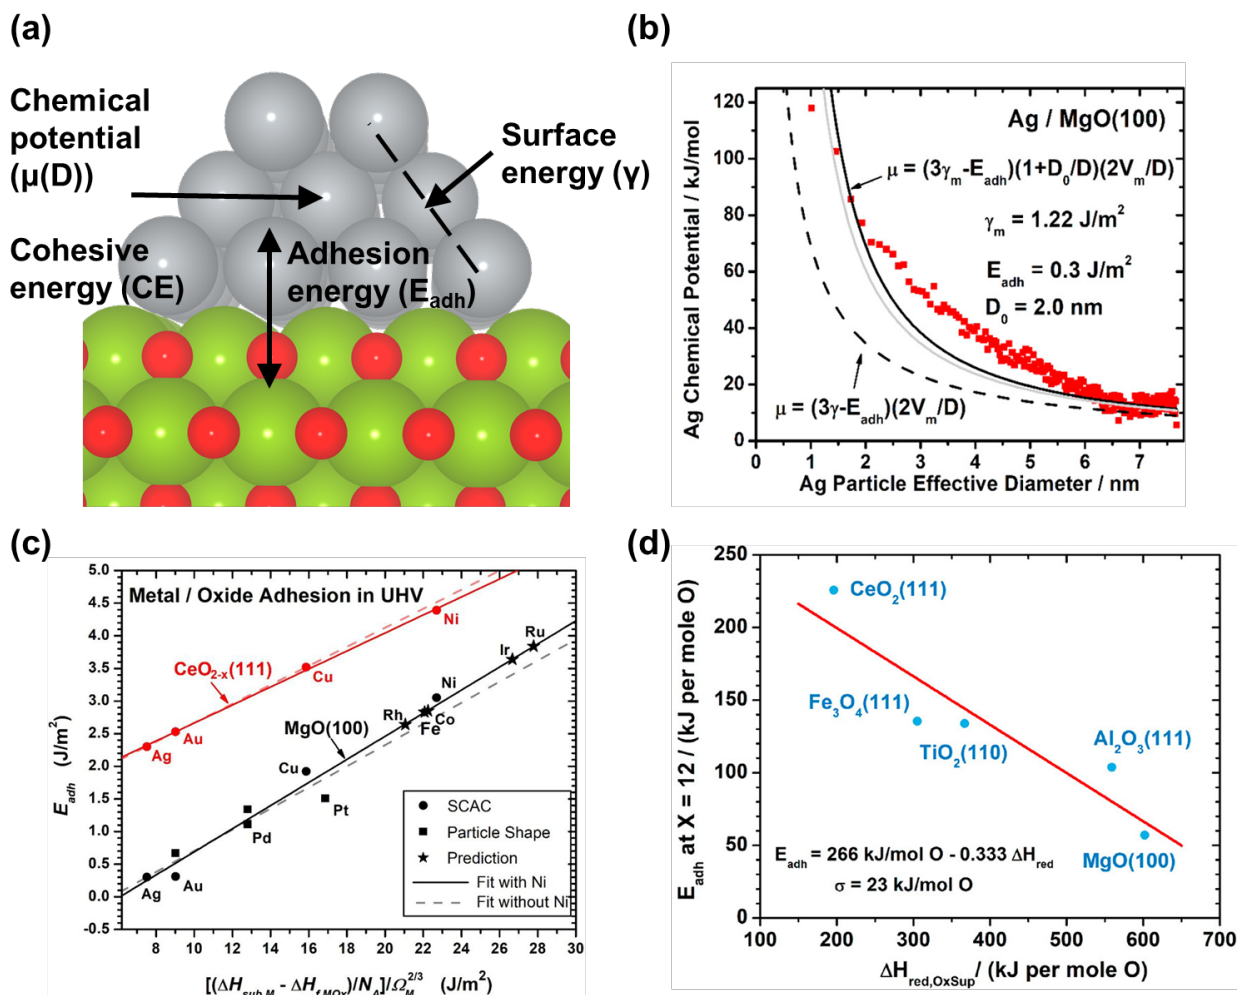 (a)
Chemical
potential
(μ(D))
Surface
energy (γ)
Cohesive
energy (CE)
Adhesion
energy (Eadh)
(b)
Ag / MgO(100)
μ = (3γm-Eadh)(1+D0/D)(2Vm/D)
γm = 1.22 J/m²
Eadh = 0.3 J/m²
D0 = 2.0 nm
μ = (3γ-Eadh)(2Vm/D)
Ag Chemical Potential / kJ/mol
120
100
80
60
40
20
0
0 1 2 3 4 5 6 7
Ag Particle Effective Diameter / nm
(c)
Metal / Oxide Adhesion in UHV
CeO2-x(111)
MgO(100)
Ag
Au
Cu
Ni
Ag
Au
Pd
Cu
Pt
Rh
Fe
Co
Ni
Ir
Ru
SCAC
Particle Shape
Prediction
Fit with Ni
Fit without Ni
Eadh (J/m²)
5.0
4.5
4.0
3.5
3.0
2.5
2.0
1.5
1.0
0.5
0.0
-0.5
8 10 12 14 16 18 20 22 24 26 28 30
[(ΔHsub,M - ΔHf,MOx)/NA]/ΩM2/3 (J/m²)
(d)
CeO2(111)
Fe3O4(111)
TiO2(110)
Al2O3(111)
MgO(100)
Eadh = 266 kJ/mol O - 0.333 ΔHred
σ = 23 kJ/mol O
Eadh at X = 12 / (kJ per mole O)
250
200
150
100
50
0
100 200 300 400 500 600 700
ΔHred,OxSup/ (kJ per mole O)